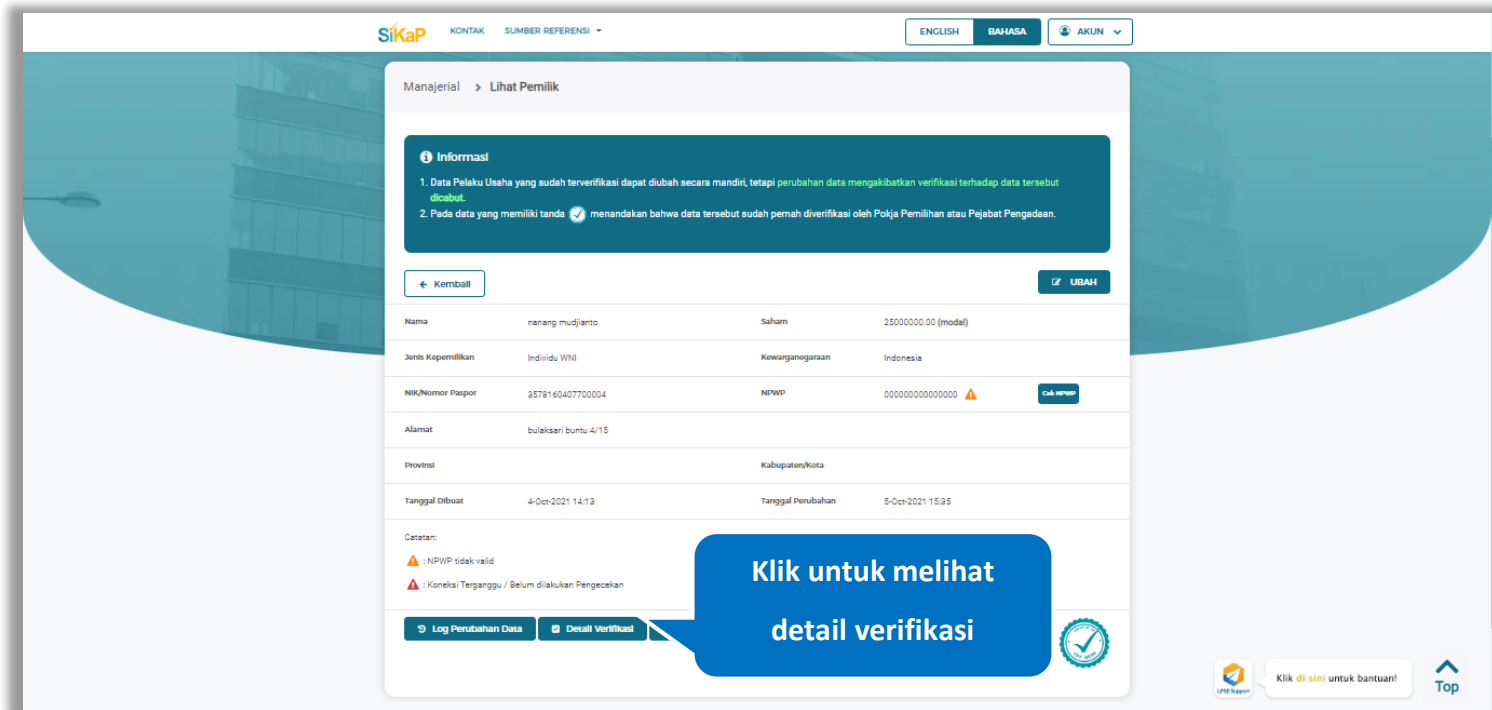 SiKaP KONTAK SUMBER REFERENSI ENGLISH BAHASA AKUN
Manajerial > Lihat Pemilik
Informasi
1. Data Pelaku Usaha yang sudah terverifikasi dapat diubah secara mandiri, tetapi perubahan data mengakibatkan verifikasi terhadap data tersebut
dicabut.
2. Pada data yang memiliki tanda menandakan bahwa data tersebut sudah pernah diverifikasi oleh Pokja Pemilihan atau Pejabat Pengadaan.
Kembali UBAH
Nama nanang mudjianto Saham 25000000.00 (modal)
Jenis Kepemilikan Individu WNI Kewarganegaraan Indonesia
NIK/Nomor Paspor 3578160407700004 NPWP 000000000000000 Cek NPWP
Alamat bulaksari buntu 4/15
Provinsi Kabupaten/Kota
Tanggal Dibuat 4-Oct-2021 14:13 Tanggal Perubahan 5-Oct-2021 15:35
Catatan:
: NPWP tidak valid
: Koneksi Terganggu / Belum dilakukan Pengecekan
Klik untuk melihat
detail verifikasi
Log Perubahan Data Detail Verifikasi
LPSE Support Klik di sini untuk bantuan! Top